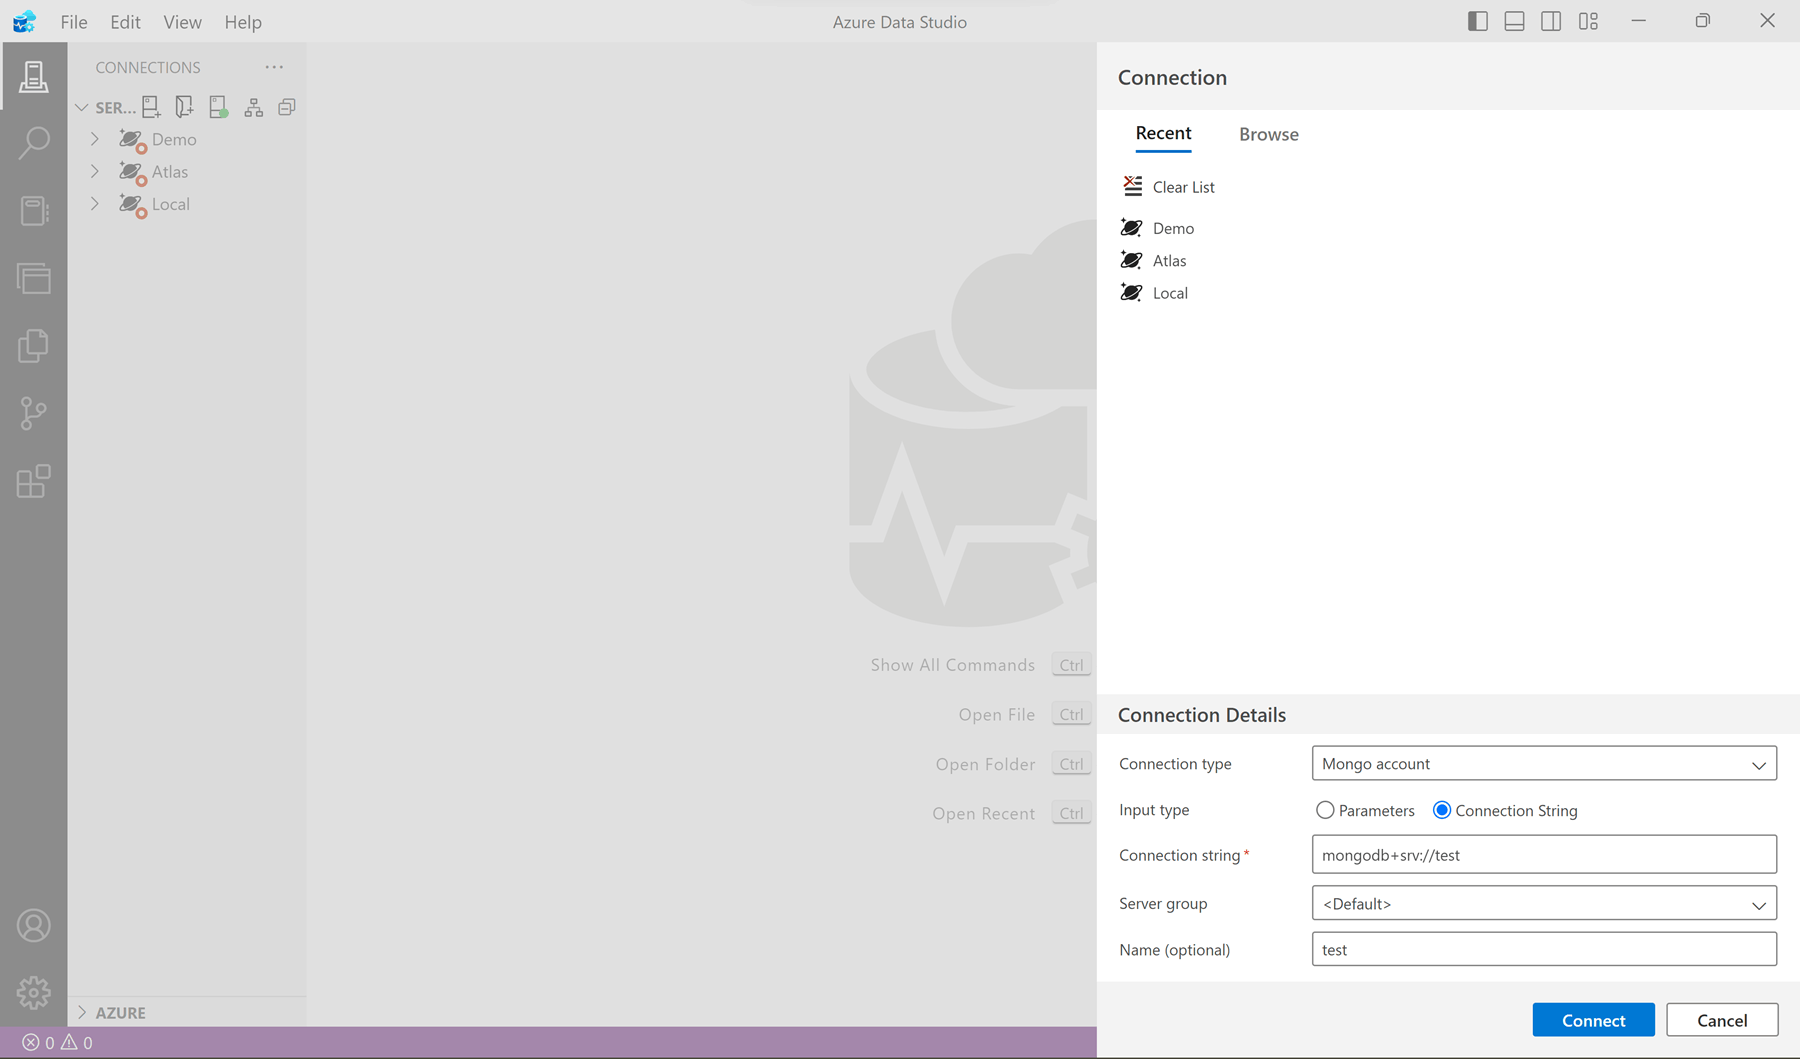 File Edit View Help Azure Data Studio
CONNECTIONS
SER...
Demo
Atlas
Local
Show All Commands Ctrl
Open File Ctrl
Open Folder Ctrl
Open Recent Ctrl
AZURE
0 0
Connection
Recent Browse
Clear List
Demo
Atlas
Local
Connection Details
Connection type Mongo account
Input type Parameters Connection String
Connection string* mongodb+srv://test
Server group <Default>
Name (optional) test
Connect Cancel